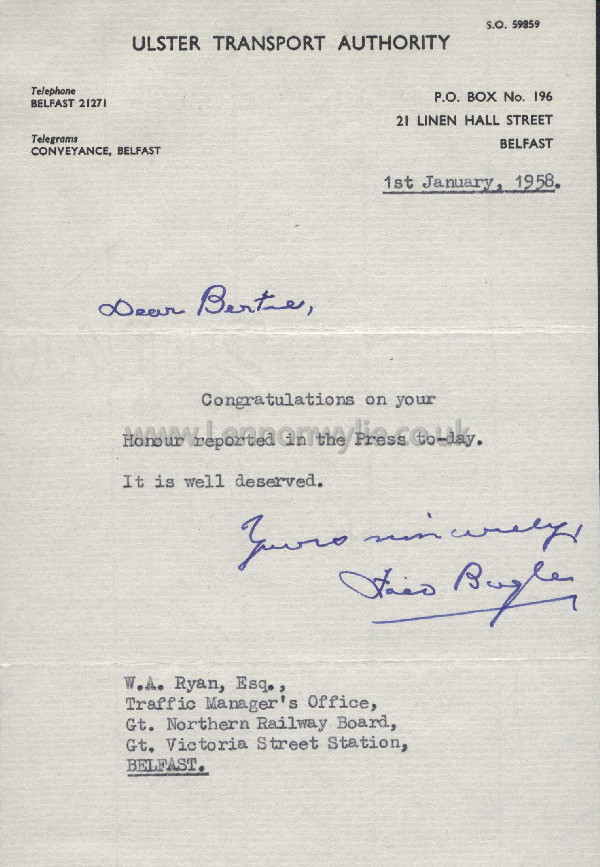 S.O. 59859
ULSTER TRANSPORT AUTHORITY
Telephone
BELFAST 21271
Telegrams
CONVEYANCE, BELFAST
P.O. BOX No. 196
21 LINEN HALL STREET
BELFAST
1st January, 1958.
Dear Bertie,
Congratulations on your
www.Lennonwylie.co.uk
Honour reported in the Press to-day.
It is well deserved.
Yours sincerely,
W.A. Ryan, Esq.,
Traffic Manager's Office,
Gt. Northern Railway Board,
Gt. Victoria Street Station,
BELFAST.